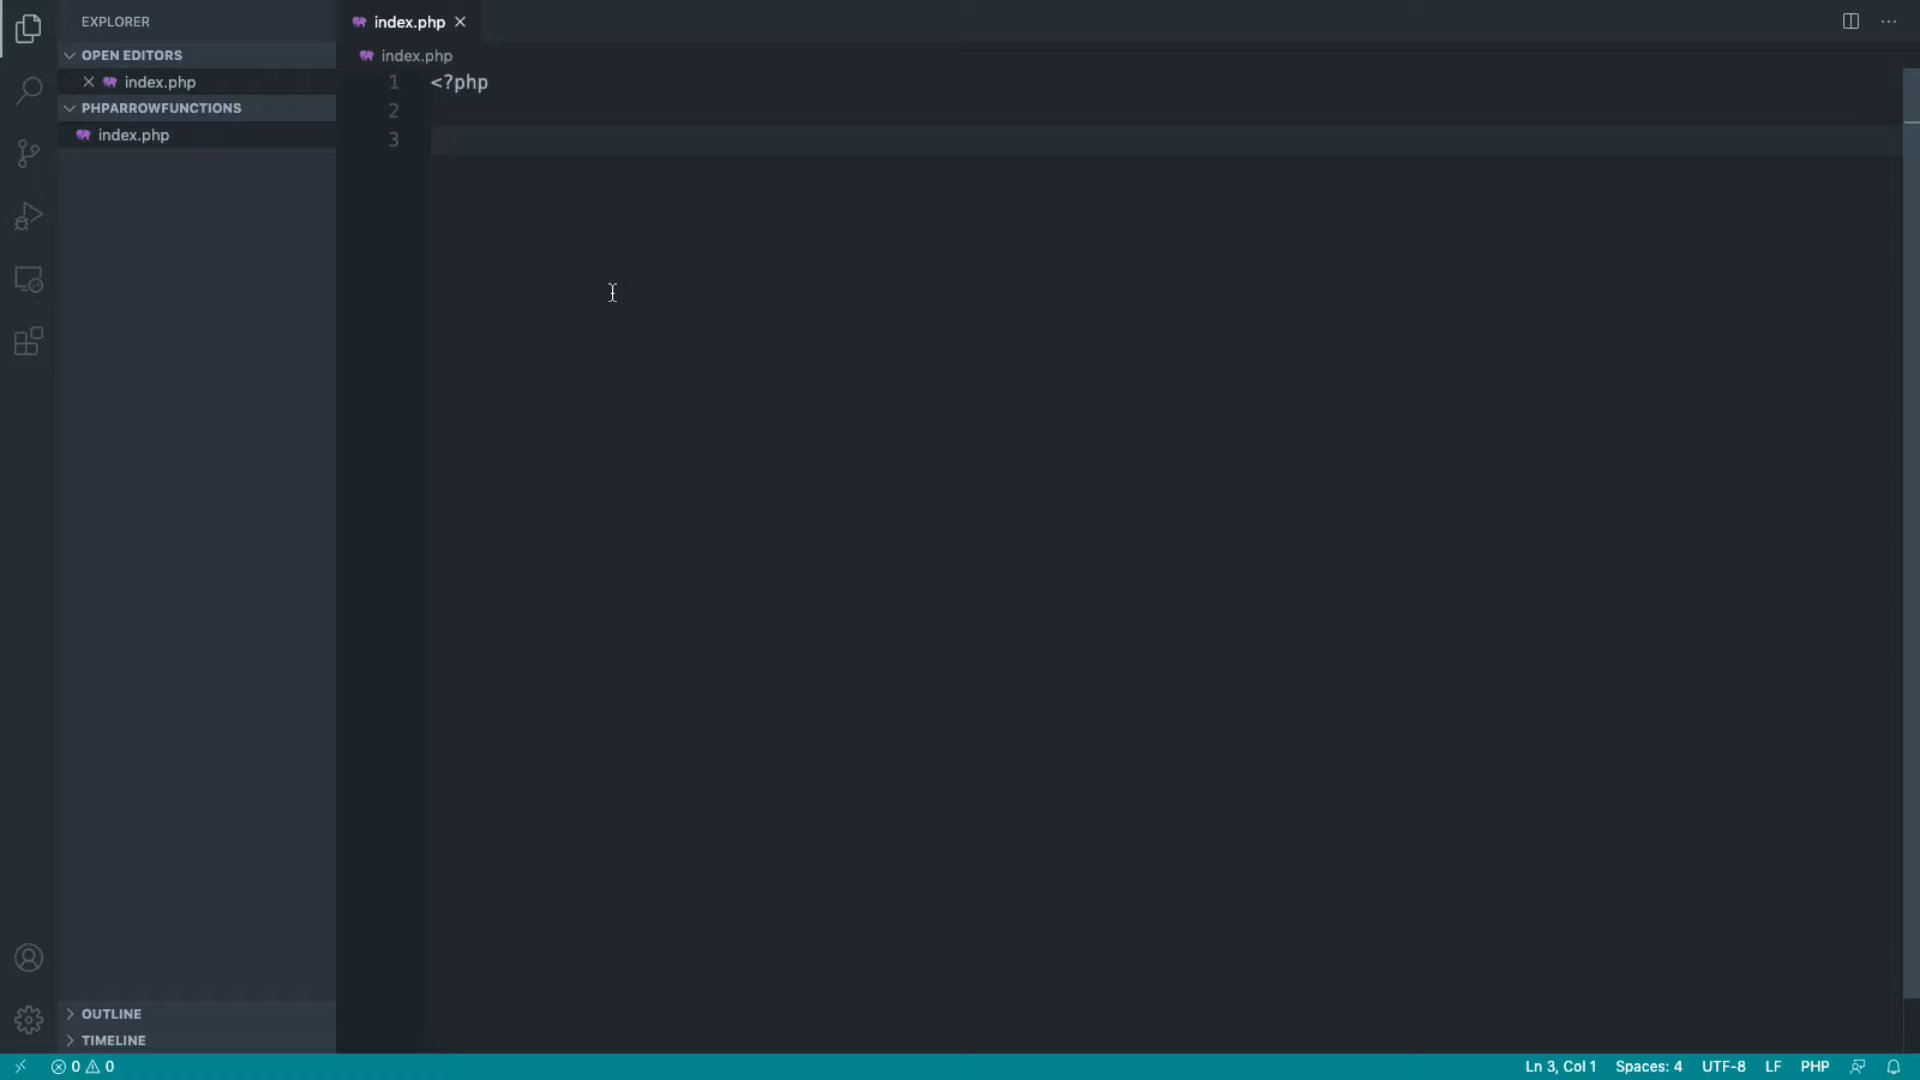 EXPLORER
OPEN EDITORS
index.php
PHPARROWFUNCTIONS
index.php
OUTLINE
TIMELINE
index.php
index.php
1 <?php
2
3
0 0
Ln 3, Col 1 Spaces: 4 UTF-8 LF PHP